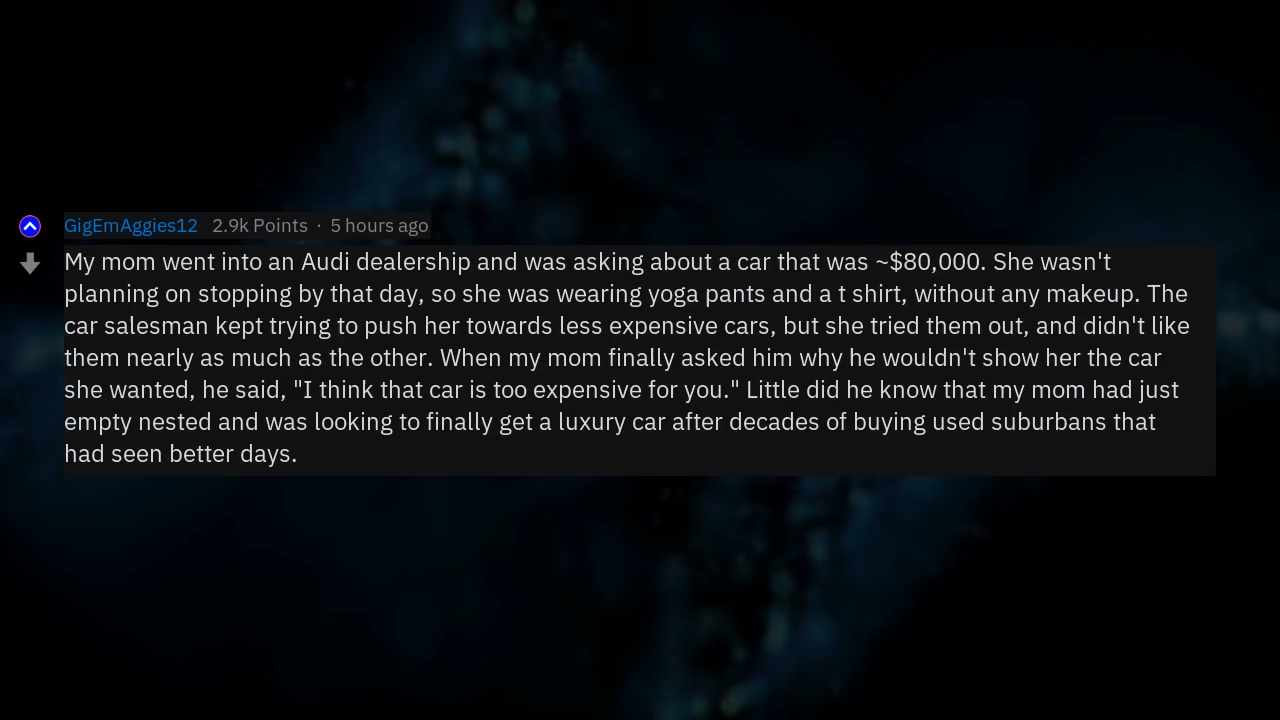 GigEmAggies12 2.9k Points · 5 hours ago
My mom went into an Audi dealership and was asking about a car that was ~$80,000. She wasn't
planning on stopping by that day, so she was wearing yoga pants and a t shirt, without any makeup. The
car salesman kept trying to push her towards less expensive cars, but she tried them out, and didn't like
them nearly as much as the other. When my mom finally asked him why he wouldn't show her the car
she wanted, he said, "I think that car is too expensive for you." Little did he know that my mom had just
empty nested and was looking to finally get a luxury car after decades of buying used suburbans that
had seen better days.